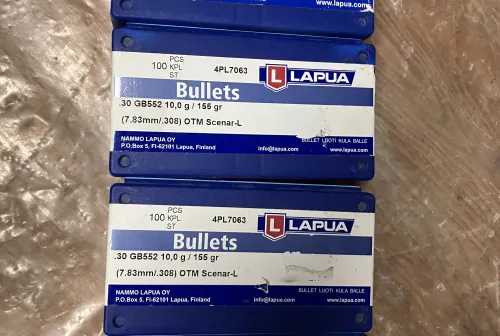 www.lapua.com
PCS
100 KPL
ST
4PL7063
L LAPUA
Bullets
.30 GB552 10,0 g / 155 gr
(7.83mm/.308) OTM Scenar-L
NAMMO LAPUA OY
P.O.Box 5, FI-62101 Lapua, Finland
info@lapua.com
BULLET LUOTI KULA BALLE
www.lapua.com
PCS
100 KPL
ST
4PL7063
L LAPUA
Bullets
.30 GB552 10,0 g / 155 gr
(7.83mm/.308) OTM Scenar-L
NAMMO LAPUA OY
P.O.Box 5, FI-62101 Lapua, Finland
info@lapua.com
BULLET LUOTI KULA BALLE
www.lapua.com